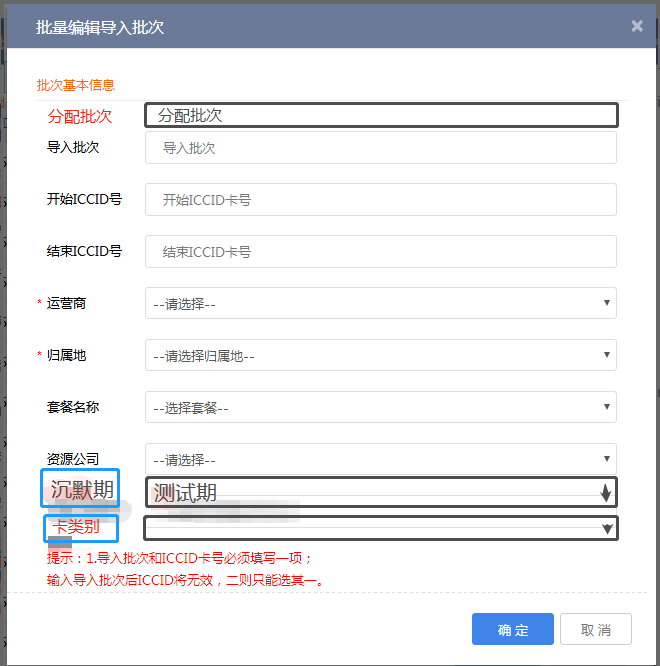 批量编辑导入批次 ×
批次基本信息
分配批次 分配批次
导入批次 导入批次
开始ICCID号 开始ICCID卡号
结束ICCID号 结束ICCID卡号
* 运营商 --请选择--
* 归属地 --请选择归属地--
套餐名称 --选择套餐--
资源公司 --请选择--
沉默期 测试期
卡类别
提示：1.导入批次和ICCID卡号必须填写一项；
输入导入批次后ICCID将无效，二则只能选其一。
确 定 取 消